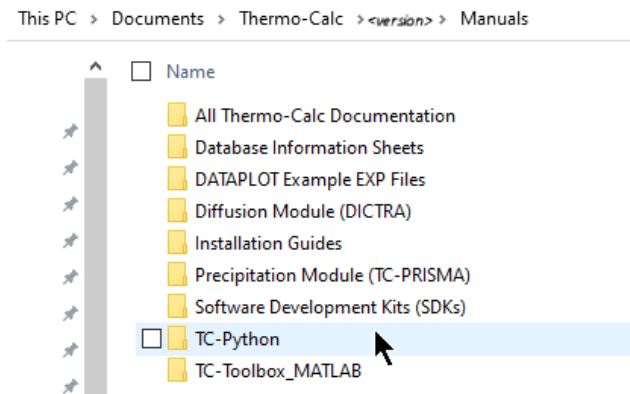 This PC > Documents > Thermo-Calc > <version> > Manuals
Name
All Thermo-Calc Documentation
Database Information Sheets
DATAPLOT Example EXP Files
Diffusion Module (DICTRA)
Installation Guides
Precipitation Module (TC-PRISMA)
Software Development Kits (SDKs)
TC-Python
TC-Toolbox_MATLAB